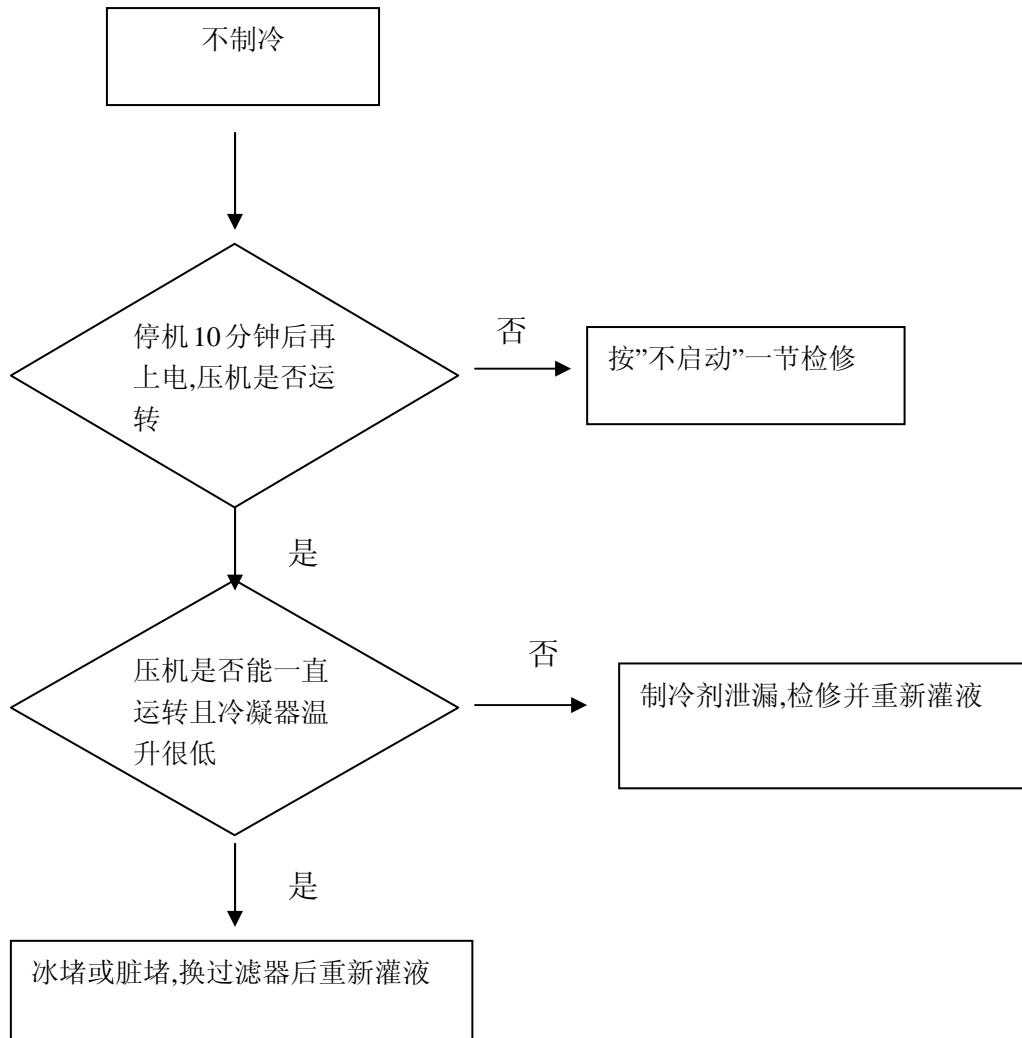 不制冷
停机10分钟后再
上电,压机是否运
转
否
按”不启动”一节检修
是
压机是否能一直
运转且冷凝器温
升很低
否
制冷剂泄漏,检修并重新灌液
是
冰堵或脏堵,换过滤器后重新灌液